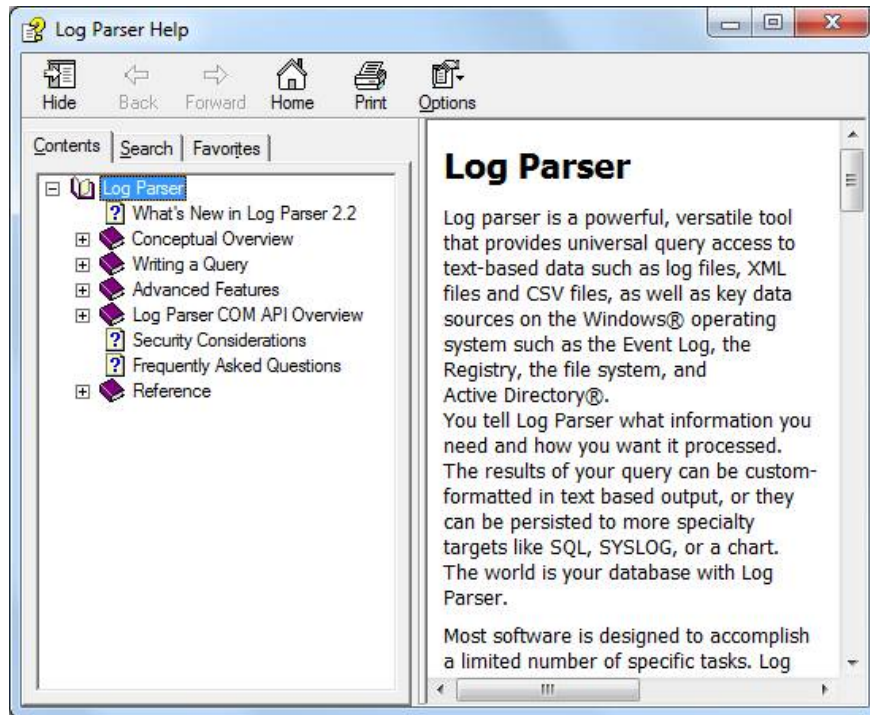 Log Parser Help
Hide Back Forward Home Print Options
Contents Search Favorites
Log Parser
What's New in Log Parser 2.2
Conceptual Overview
Writing a Query
Advanced Features
Log Parser COM API Overview
Security Considerations
Frequently Asked Questions
Reference
Log Parser
Log parser is a powerful, versatile tool
that provides universal query access to
text-based data such as log files, XML
files and CSV files, as well as key data
sources on the Windows® operating
system such as the Event Log, the
Registry, the file system, and
Active Directory®.
You tell Log Parser what information you
need and how you want it processed.
The results of your query can be custom-
formatted in text based output, or they
can be persisted to more specialty
targets like SQL, SYSLOG, or a chart.
The world is your database with Log
Parser.
Most software is designed to accomplish
a limited number of specific tasks. Log